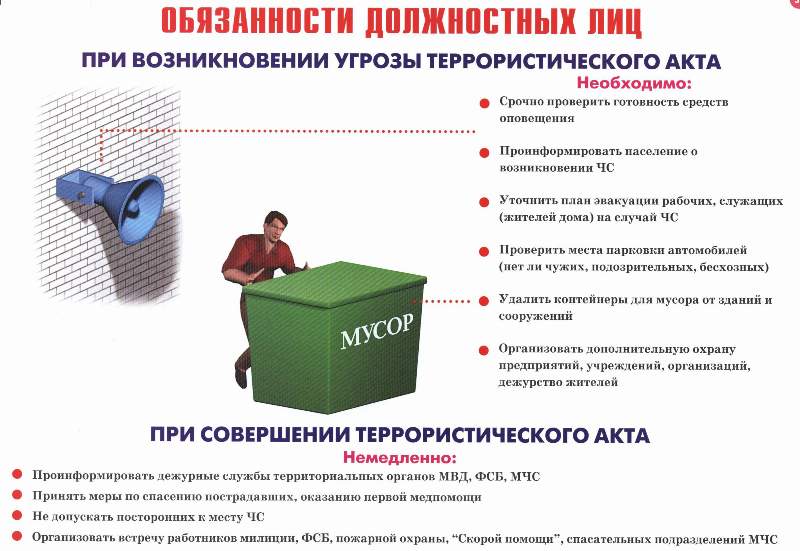 ОБЯЗАННОСТИ ДОЛЖНОСТНЫХ ЛИЦ
ПРИ ВОЗНИКНОВЕНИИ УГРОЗЫ ТЕРРОРИСТИЧЕСКОГО АКТА
Необходимо:
Срочно проверить готовность средств
оповещения
Проинформировать население о
возникновении ЧС
Уточнить план эвакуации рабочих, служащих
(жителей дома) на случай ЧС
Проверить места парковки автомобилей
(нет ли чужих, подозрительных, бесхозных)
Удалить контейнеры для мусора от зданий и
сооружений
Организовать дополнительную охрану
предприятий, учреждений, организаций,
дежурство жителей
МУСОР
ПРИ СОВЕРШЕНИИ ТЕРРОРИСТИЧЕСКОГО АКТА
Немедленно:
Проинформировать дежурные службы территориальных органов МВД, ФСБ, МЧС
Принять меры по спасению пострадавших, оказанию первой медпомощи
Не допускать посторонних к месту ЧС
Организовать встречу работников милиции, ФСБ, пожарной охраны, “Скорой помощи”, спасательных подразделений МЧС